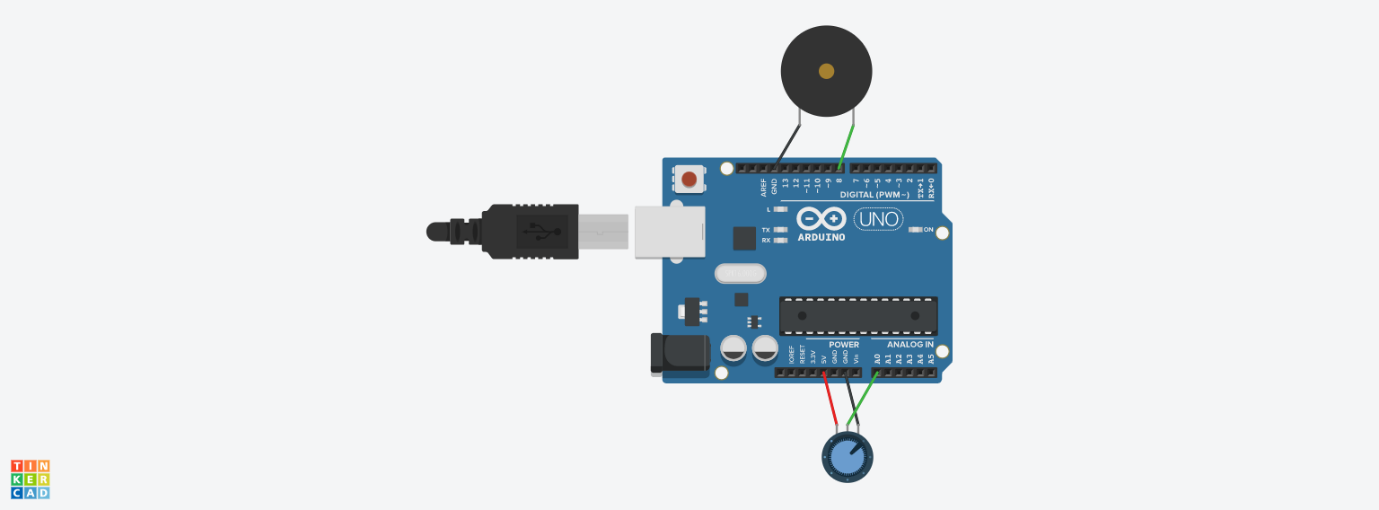 AREF
GND
13
12
~11
~10
~9
8
7
~6
~5
4
~3
2
TX→1
RX←0
DIGITAL (PWM~)
L
TX
RX
ARDUINO
UNO
ON
POWER
ANALOG IN
IOREF
RESET
3.3V
5V
GND
GND
Vin
A0
A1
A2
A3
A4
A5
TIN
KER
CAD